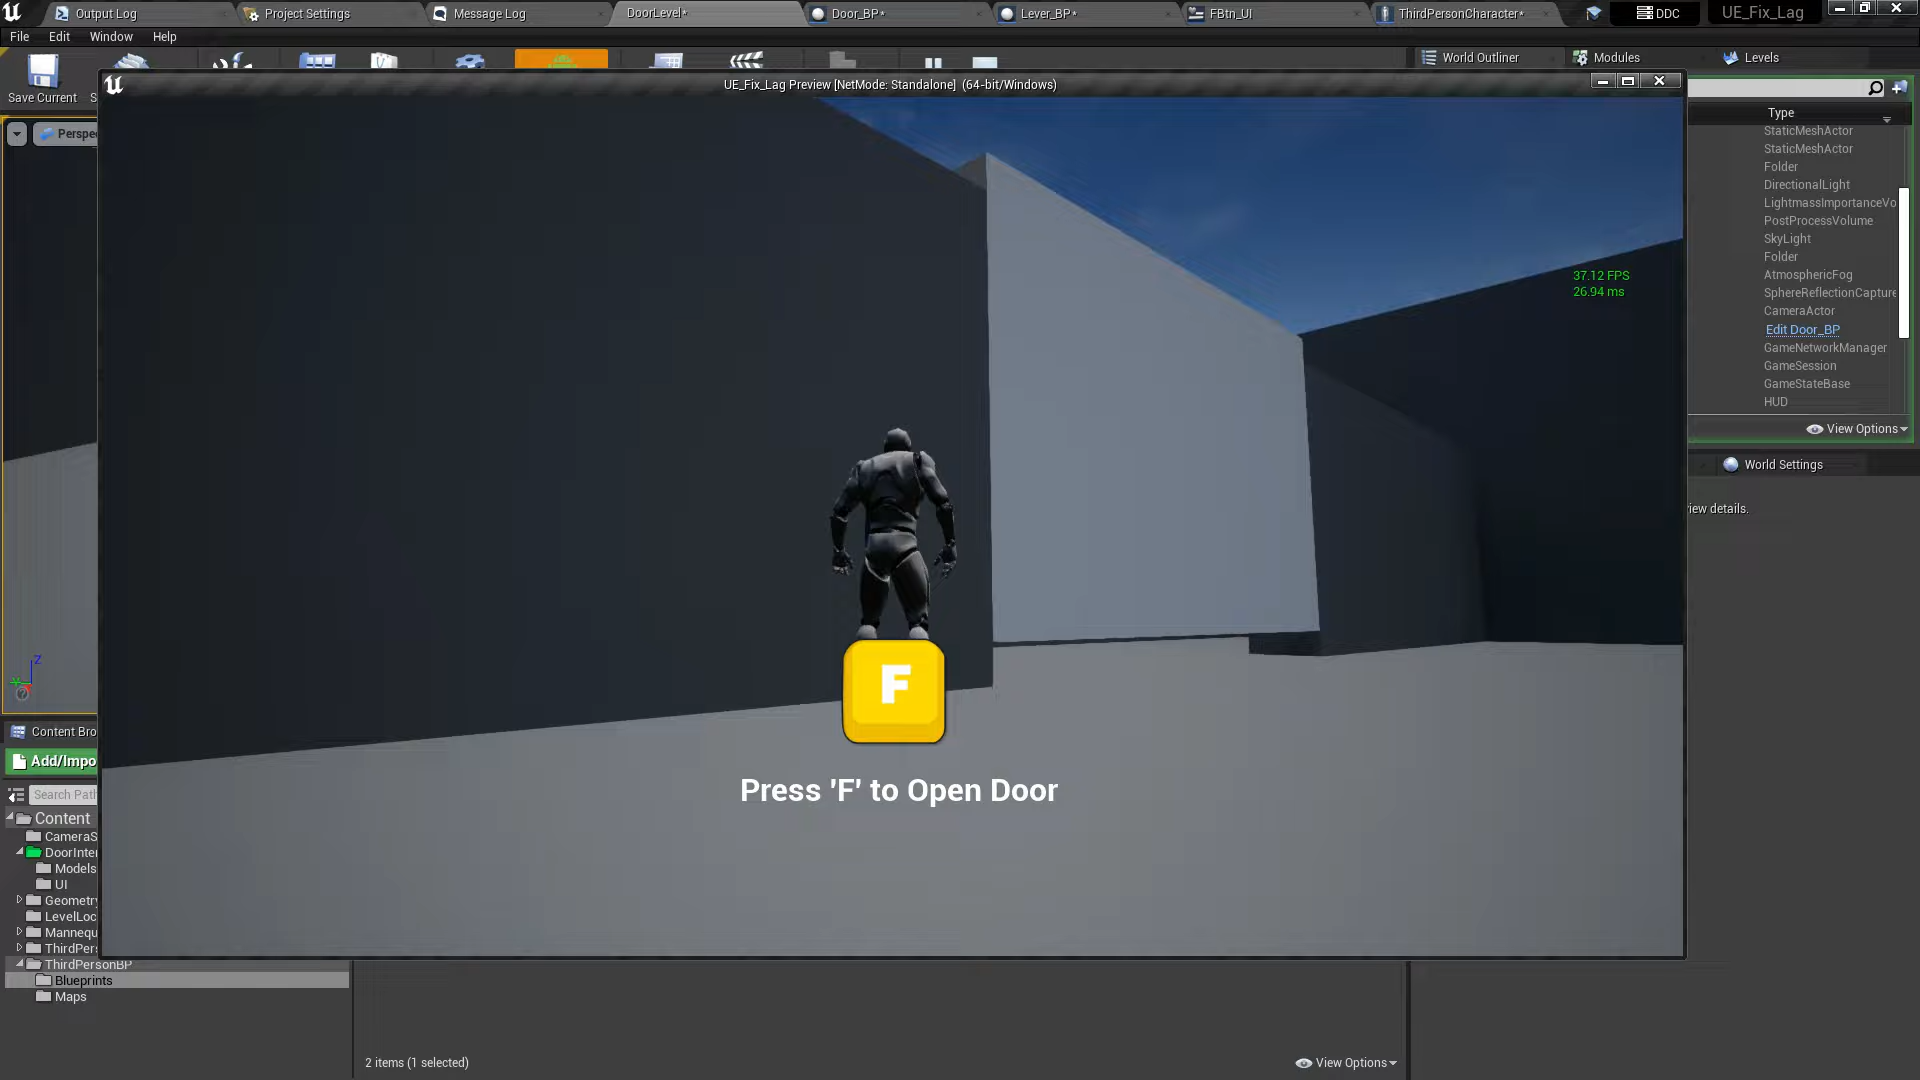 Output Log
Project Settings
Message Log
DoorLevel*
Door_BP*
Lever_BP*
FBtn_UI
ThirdPersonCharacter*
DDC
UE_Fix_Lag
File Edit Window Help
World Outliner
Modules
Levels
Save Current
UE_Fix_Lag Preview [NetMode: Standalone] (64-bit/Windows)
Type
StaticMeshActor
StaticMeshActor
Folder
DirectionalLight
LightmassImportanceVo
PostProcessVolume
SkyLight
Folder
AtmosphericFog
SphereReflectionCapture
CameraActor
Edit Door_BP
GameNetworkManager
GameSession
GameStateBase
HUD
View Options
World Settings
view details.
Perspe
37.12 FPS
26.94 ms
F
Press 'F' to Open Door
Z
Content Bro
Add/Impo
Search Path
Content
CameraS
DoorInter
Models
UI
Geometry
LevelLoc
Mannequ
ThirdPers
ThirdPersonBP
Blueprints
Maps
2 items (1 selected)
View Options